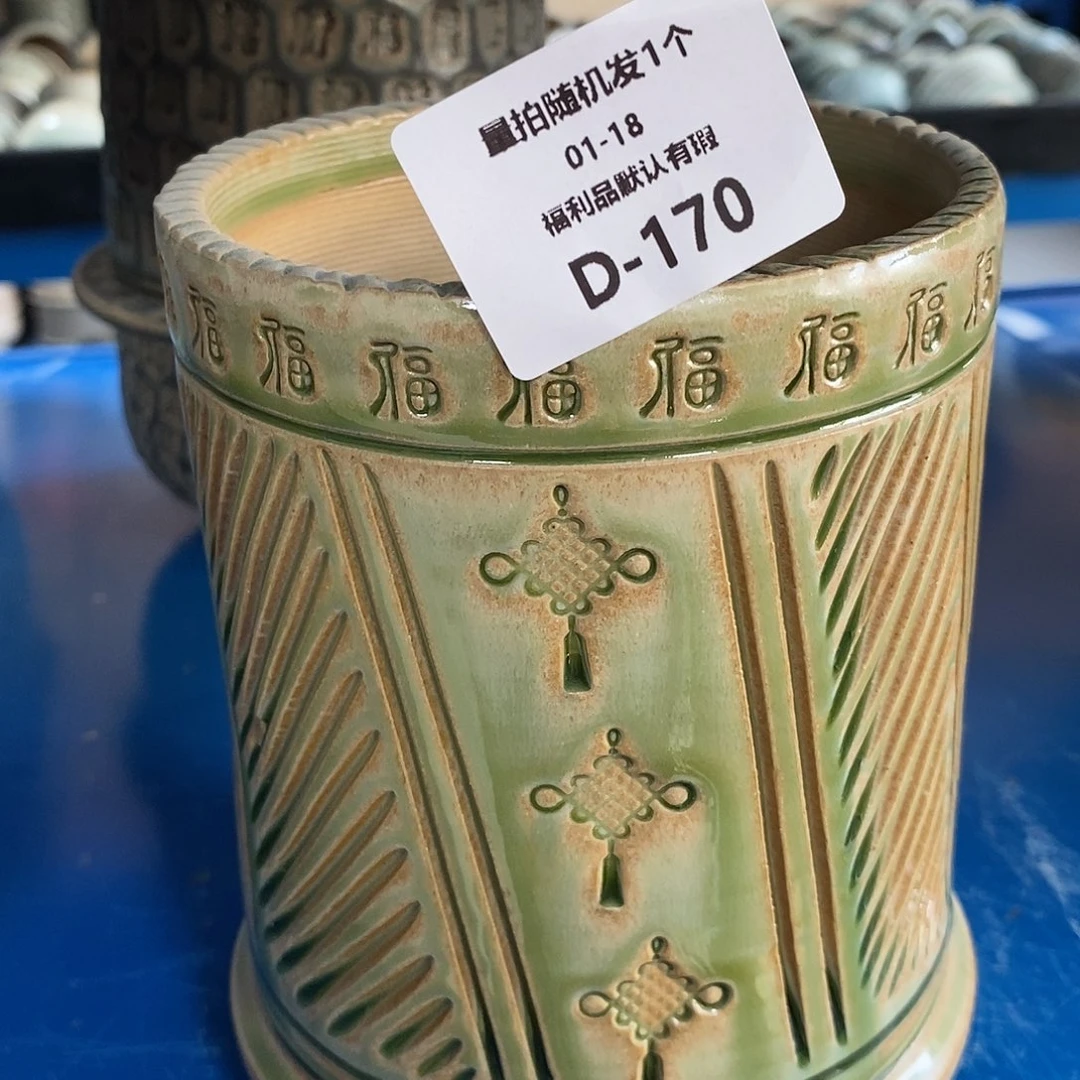 量拍随机发1个
01-18
福利品默认有瑕
D-170
福 福 福 福 福 福 福